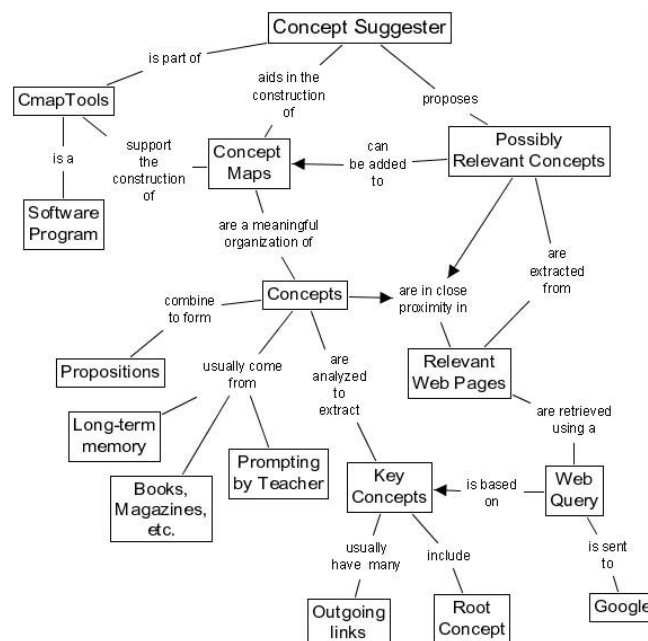 Concept Suggester
is part of
aids in the
construction
of
proposes
CmapTools
is a
support
the
construction
of
Concept
Maps
can
be added
to
Possibly
Relevant Concepts
Software
Program
are a meaningful
organization of
are
extracted
from
Concepts
are in close
proximity in
combine
to form
Propositions
usually come
from
are
analyzed
to
extract
Relevant
Web Pages
Long-term
memory
Books,
Magazines,
etc.
Prompting
by Teacher
are retrieved
using a
Key
Concepts
is based
on
Web
Query
usually
have many
include
is sent
to
Outgoing
links
Root
Concept
Google